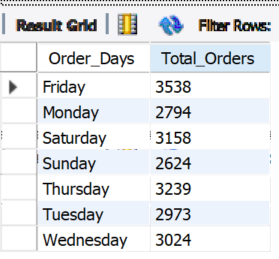 Result Grid Filter Rows:
Order_Days Total_Orders
Friday 3538
Monday 2794
Saturday 3158
Sunday 2624
Thursday 3239
Tuesday 2973
Wednesday 3024